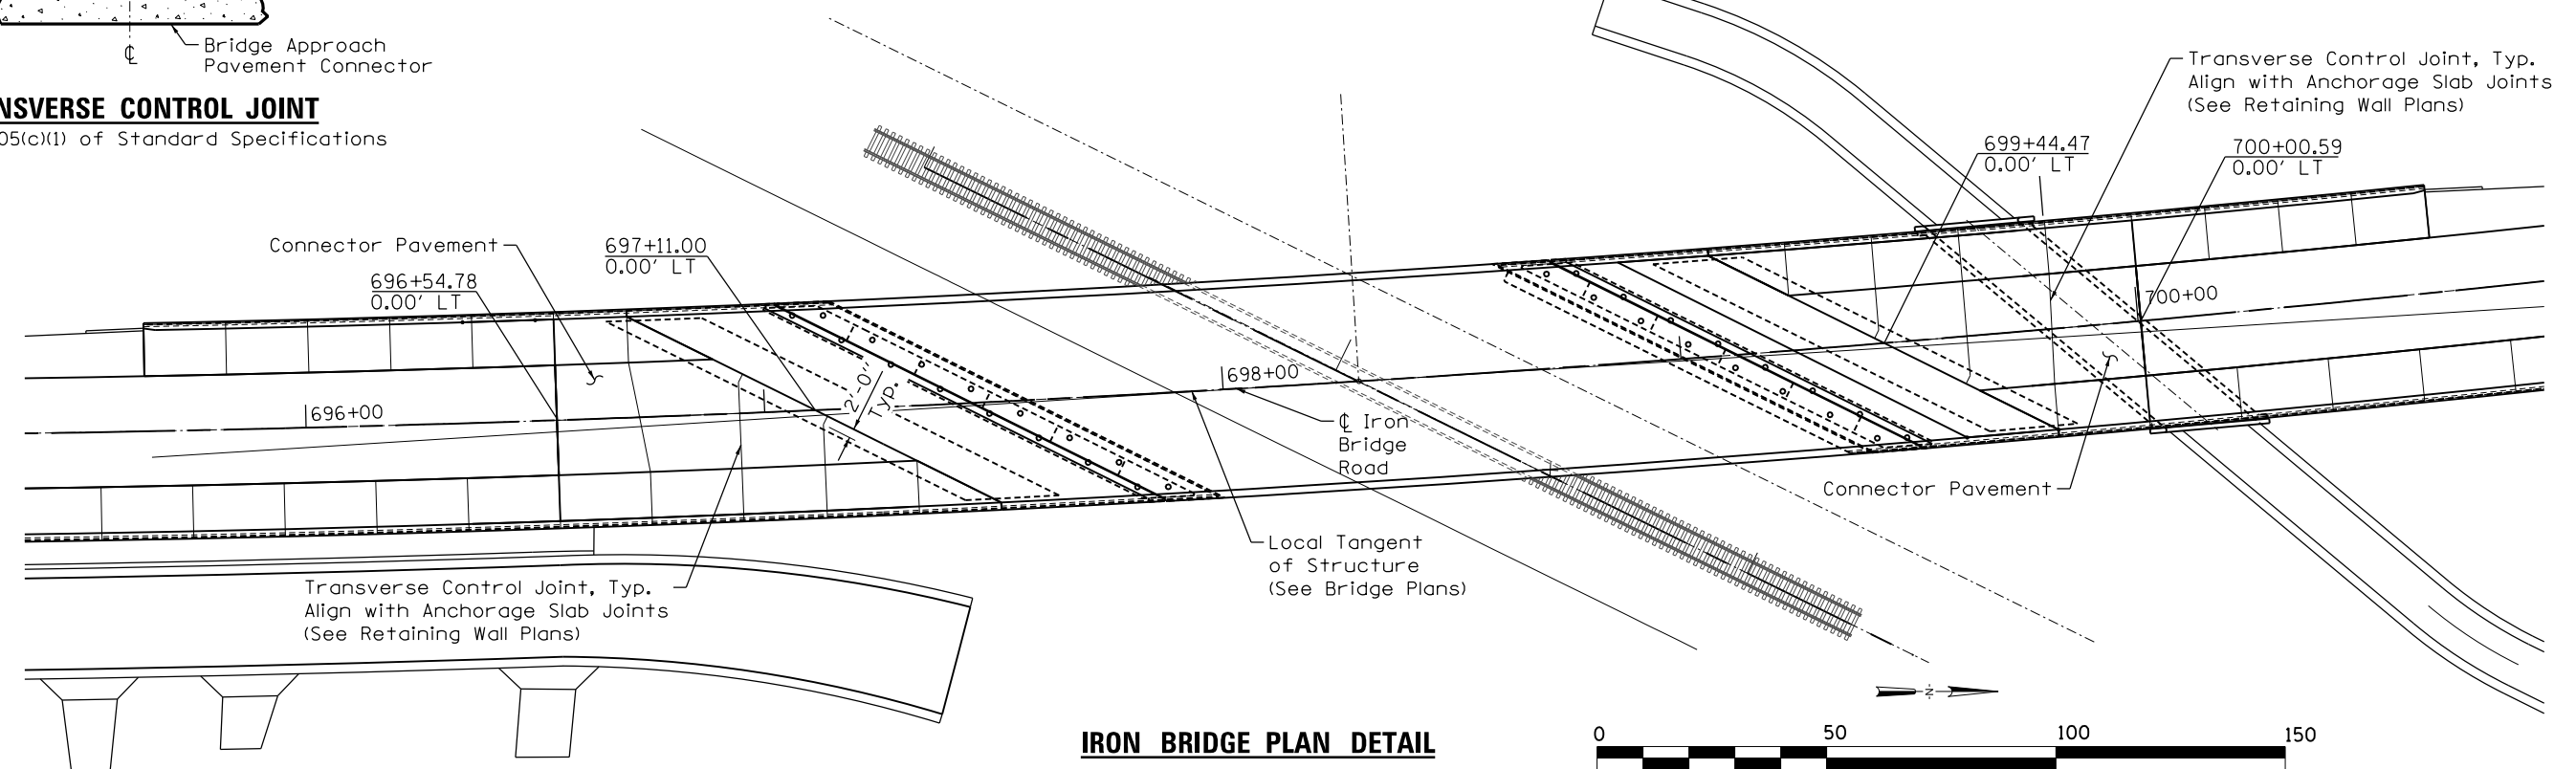 ℄
Bridge Approach
Pavement Connector
NSVERSE CONTROL JOINT
05(c)(1) of Standard Specifications
Transverse Control Joint, Typ.
Align with Anchorage Slab Joints
(See Retaining Wall Plans)
699+44.47
0.00' LT
700+00.59
0.00' LT
Connector Pavement
697+11.00
0.00' LT
696+54.78
0.00' LT
700+00
698+00
696+00
2'-0"
Typ.
℄ Iron
Bridge
Road
Connector Pavement
Local Tangent
of Structure
(See Bridge Plans)
Transverse Control Joint, Typ.
Align with Anchorage Slab Joints
(See Retaining Wall Plans)
N
IRON BRIDGE PLAN DETAIL
0 50 100 150